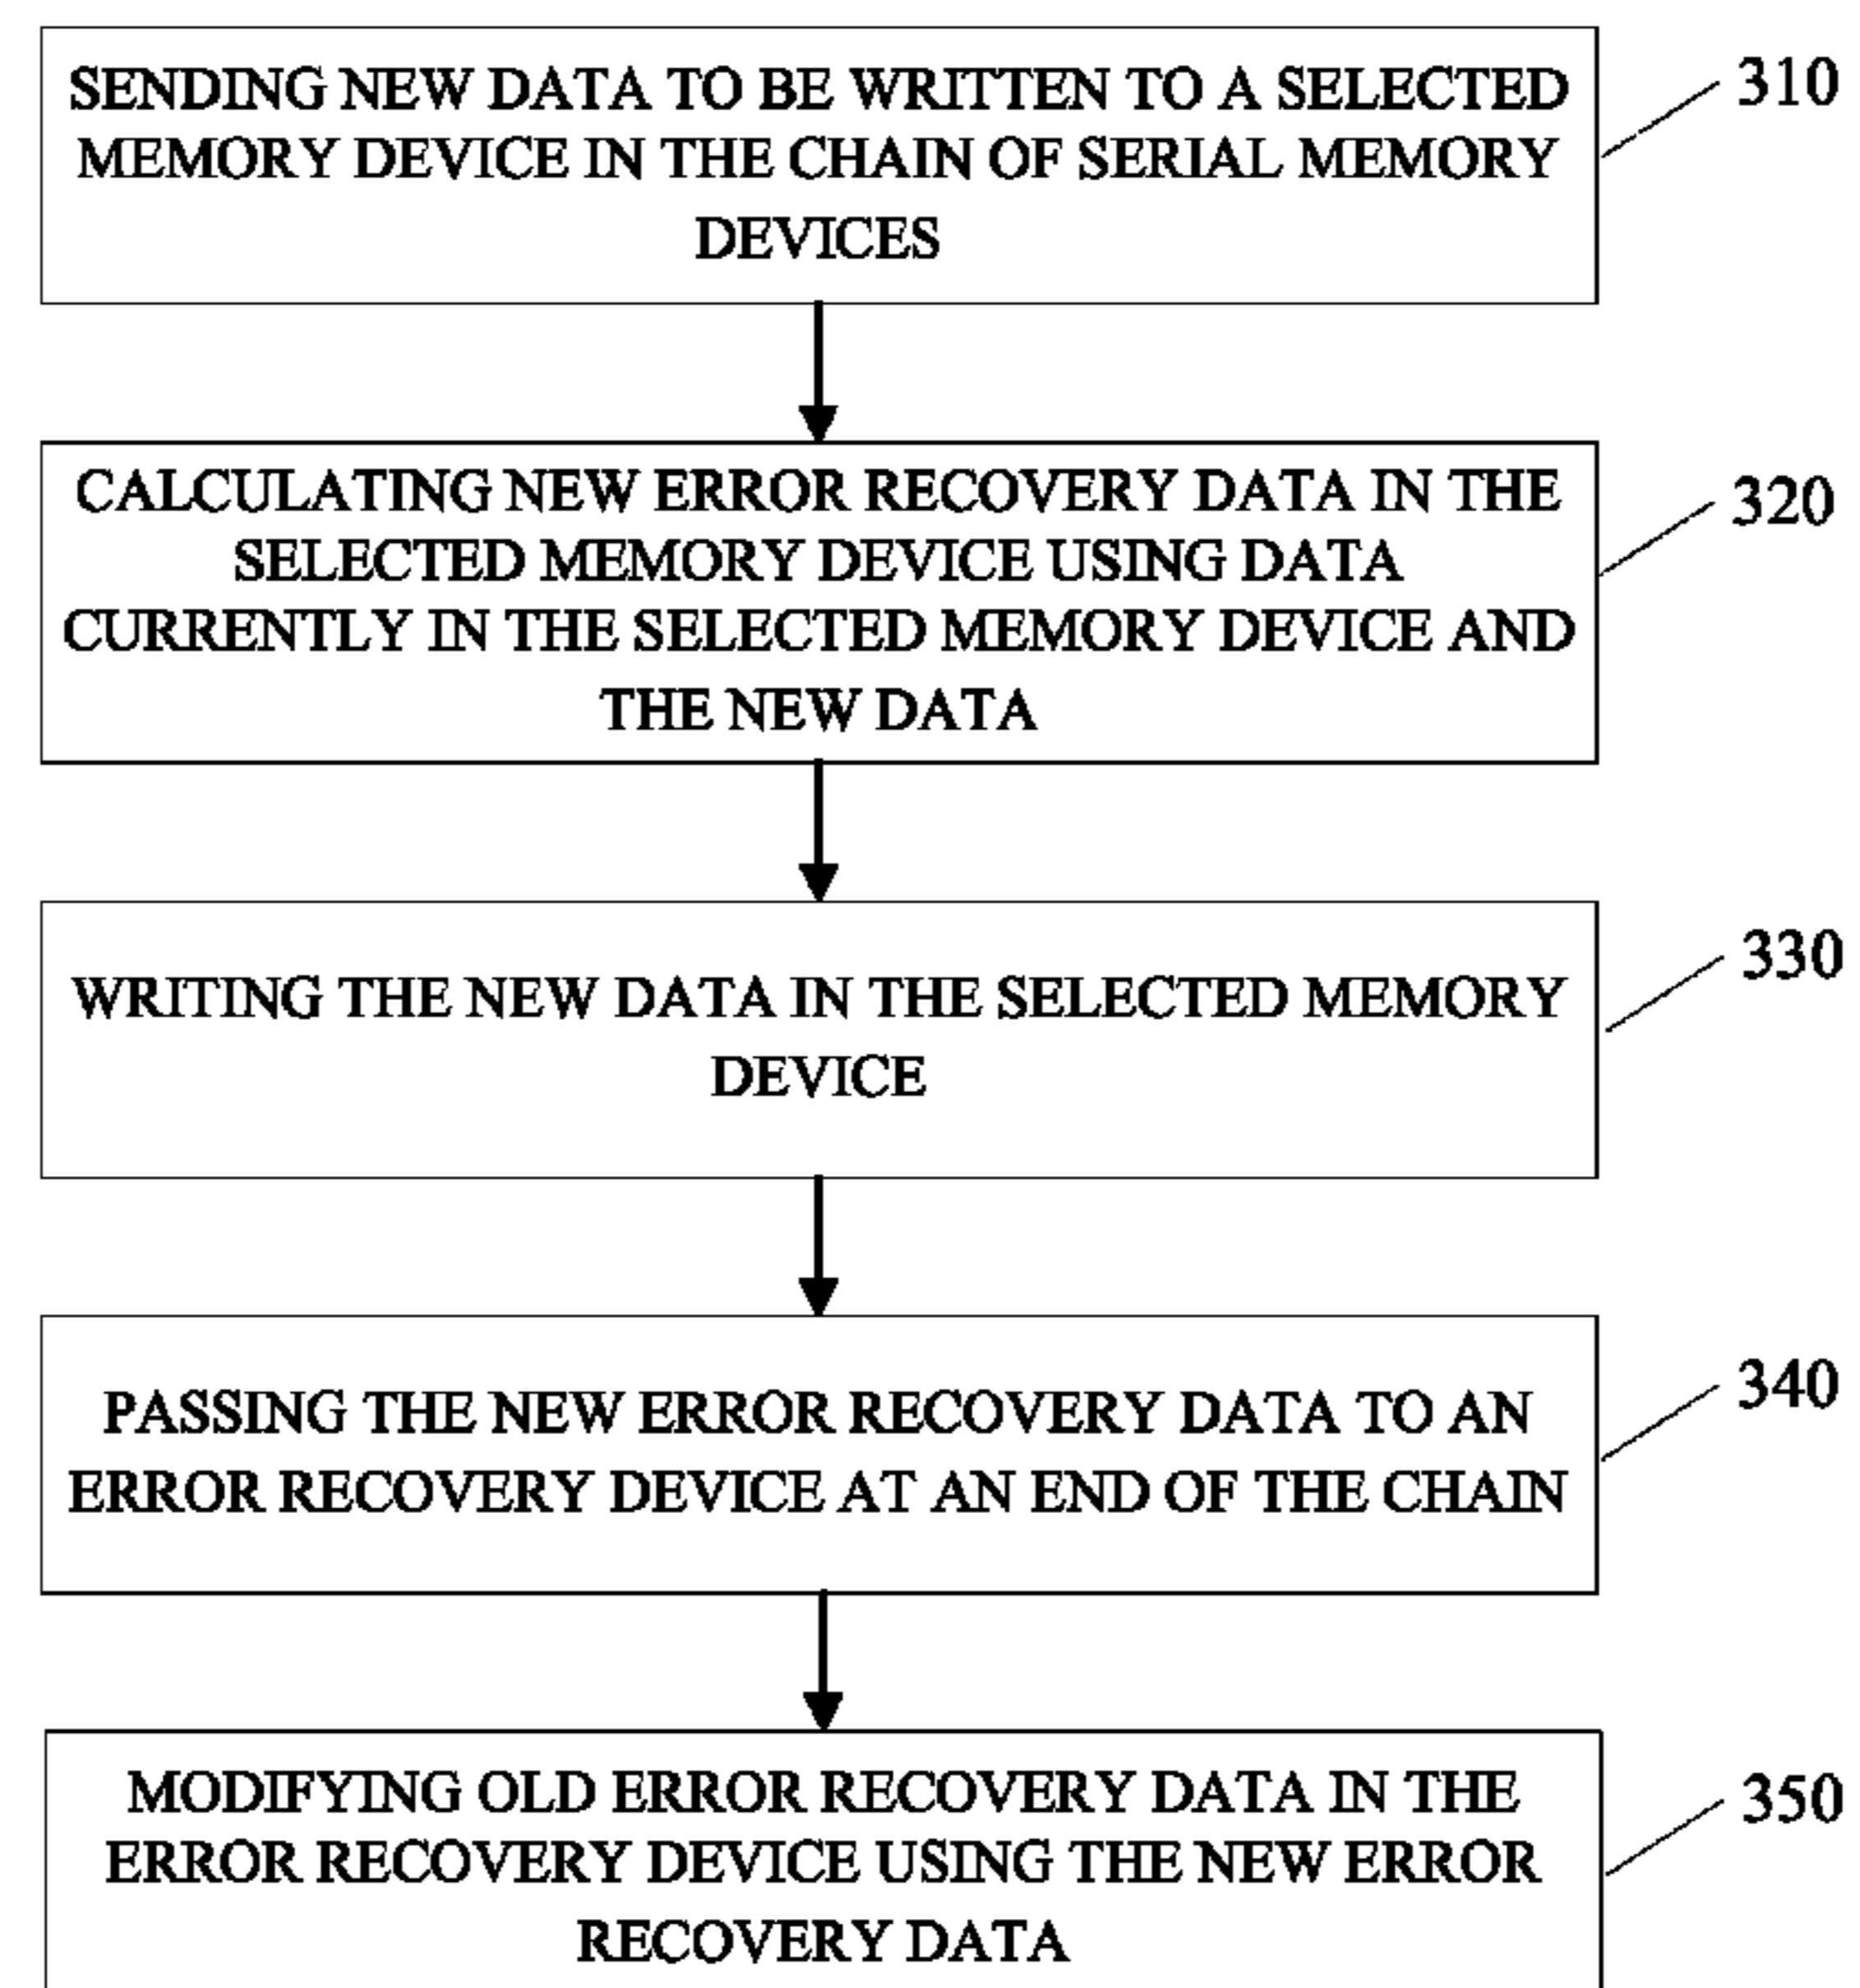 SENDING NEW DATA TO BE WRITTEN TO A SELECTED
MEMORY DEVICE IN THE CHAIN OF SERIAL MEMORY
DEVICES
310
CALCULATING NEW ERROR RECOVERY DATA IN THE
SELECTED MEMORY DEVICE USING DATA
CURRENTLY IN THE SELECTED MEMORY DEVICE AND
THE NEW DATA
320
WRITING THE NEW DATA IN THE SELECTED MEMORY
DEVICE
330
PASSING THE NEW ERROR RECOVERY DATA TO AN
ERROR RECOVERY DEVICE AT AN END OF THE CHAIN
340
MODIFYING OLD ERROR RECOVERY DATA IN THE
ERROR RECOVERY DEVICE USING THE NEW ERROR
RECOVERY DATA
350